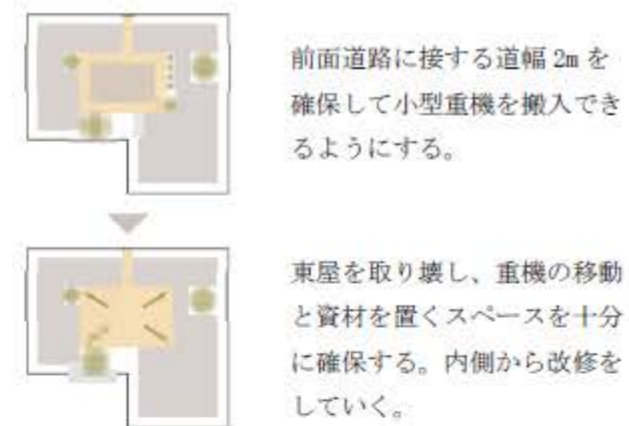 前面道路に接する道幅 2m を
確保して小型重機を搬入でき
るようにする。
東屋を取り壊し、重機の移動
と資材を置くスペースを十分
に確保する。内側から改修を
していく。